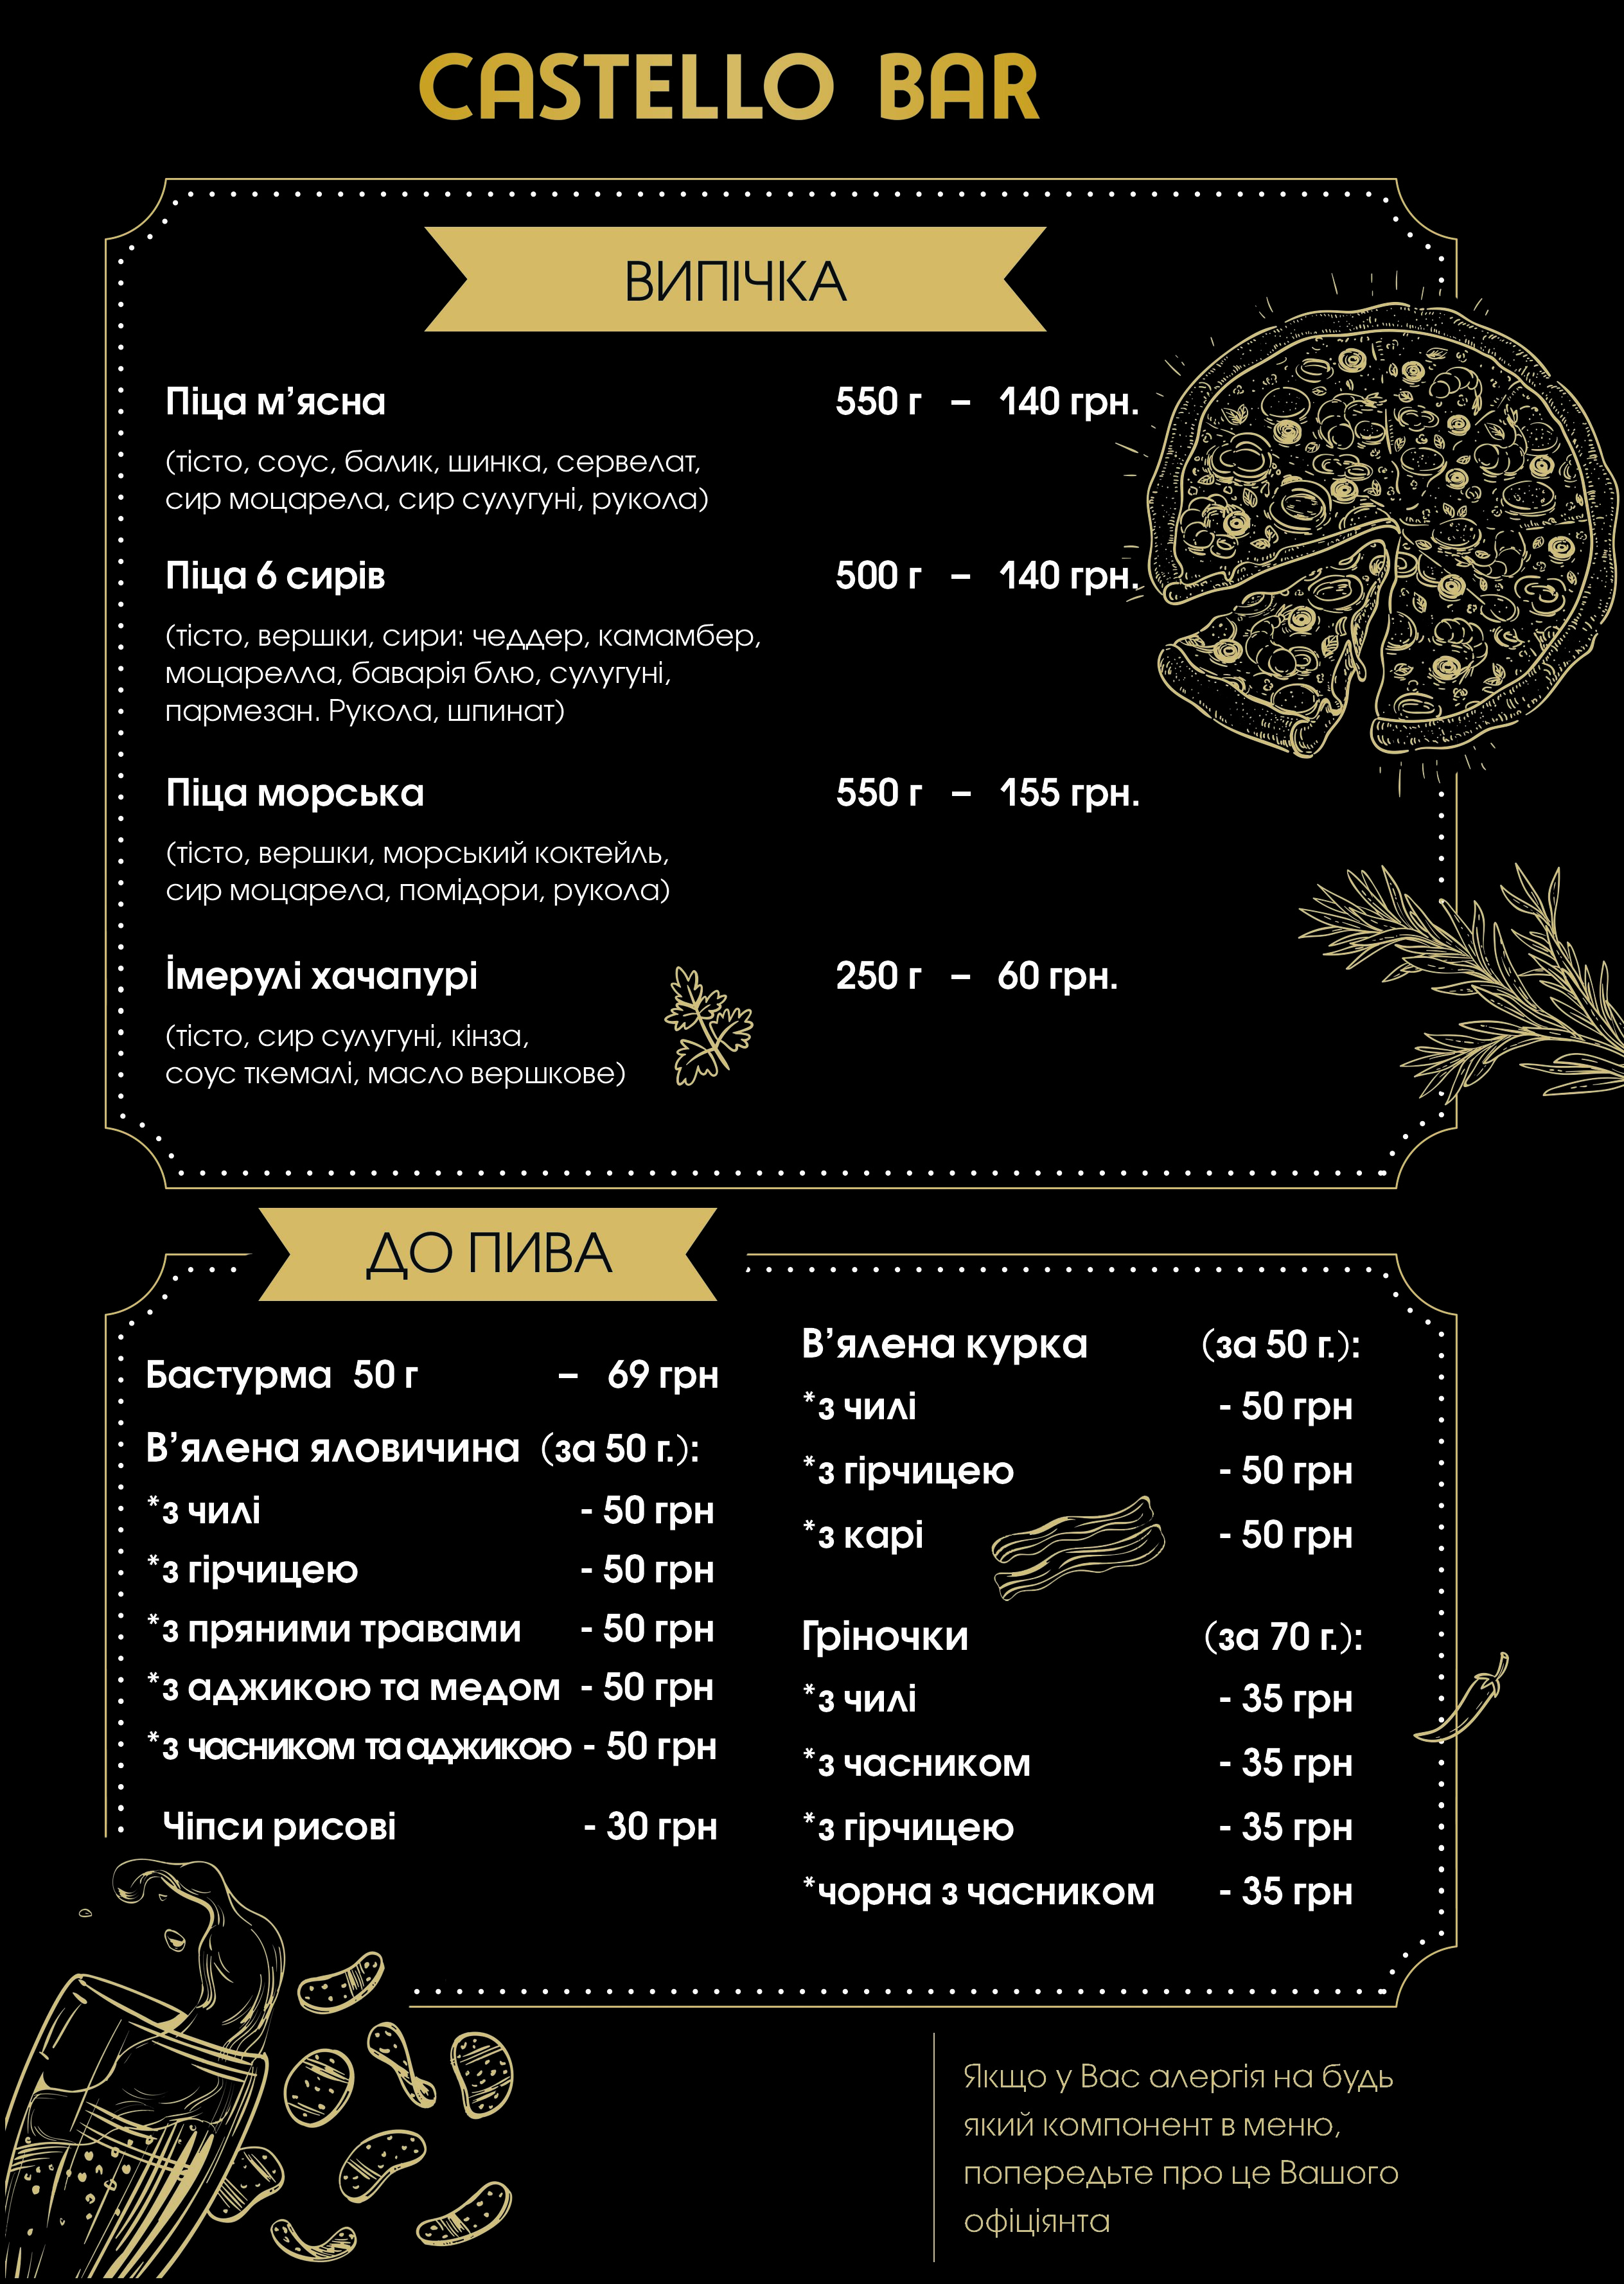 CASTELLO BAR
ВИПІЧКА
Піца м’ясна 550 г – 140 грн.
(тісто, соус, балик, шинка, сервелат,
сир моцарела, сир сулугуні, рукола)
Піца 6 сирів 500 г – 140 грн.
(тісто, вершки, сири: чеддер, камамбер,
моцарелла, баварія блю, сулугуні,
пармезан. Рукола, шпинат)
Піца морська 550 г – 155 грн.
(тісто, вершки, морський коктейль,
сир моцарела, помідори, рукола)
Імерулі хачапурі 250 г – 60 грн.
(тісто, сир сулугуні, кінза,
соус ткемалі, масло вершкове)
ДО ПИВА
Бастурма 50 г – 69 грн
В’ялена яловичина (за 50 г.):
*з чилі - 50 грн
*з гірчицею - 50 грн
*з пряними травами - 50 грн
*з аджикою та медом - 50 грн
*з часником та аджикою - 50 грн
Чіпси рисові - 30 грн
В’ялена курка (за 50 г.):
*з чилі - 50 грн
*з гірчицею - 50 грн
*з карі - 50 грн
Гріночки (за 70 г.):
*з чилі - 35 грн
*з часником - 35 грн
*з гірчицею - 35 грн
*чорна з часником - 35 грн
Якщо у Вас алергія на будь
який компонент в меню,
попередьте про це Вашого
офіціянта